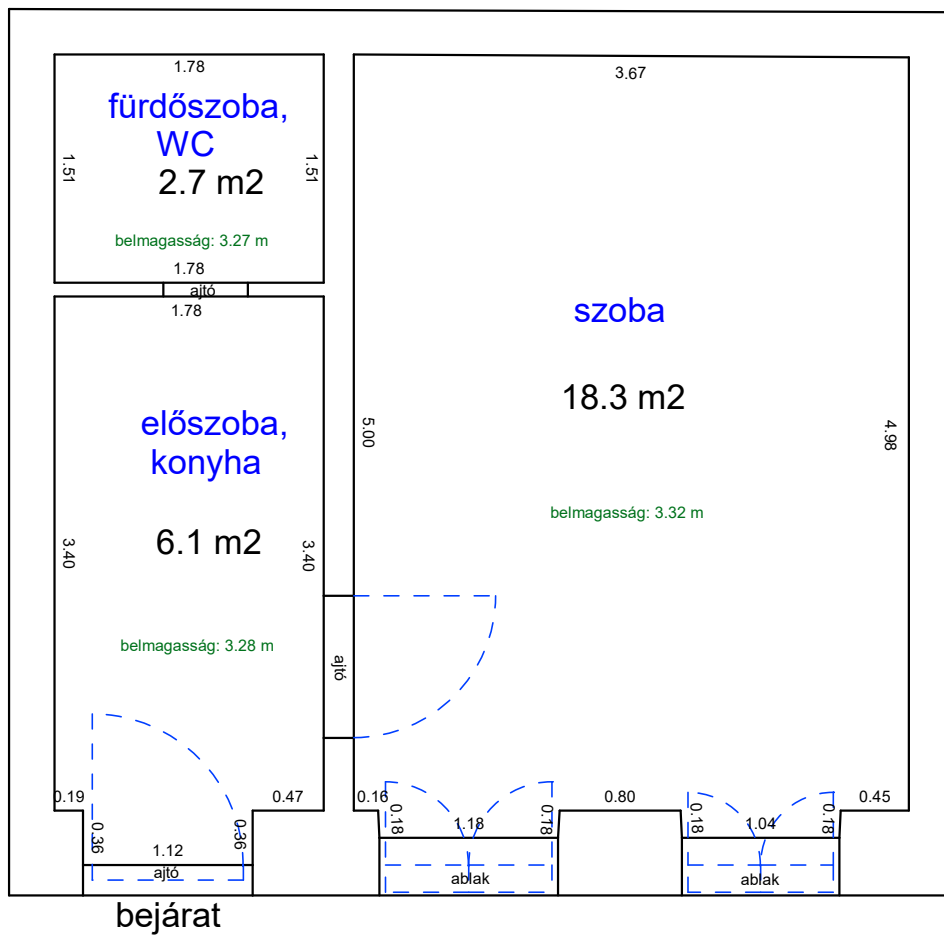 1.78
3.67
fürdőszoba,
WC
1.51
1.51
2.7 m2
belmagasság: 3.27 m
1.78
ajtó
1.78
szoba
18.3 m2
előszoba,
konyha
5.00
4.98
belmagasság: 3.32 m
6.1 m2
3.40
3.40
belmagasság: 3.28 m
ajtó
0.19
0.47
0.16
0.80
0.45
0.36
0.36
0.18
1.18
0.18
0.18
1.04
0.18
1.12
ajtó
ablak
ablak
bejárat